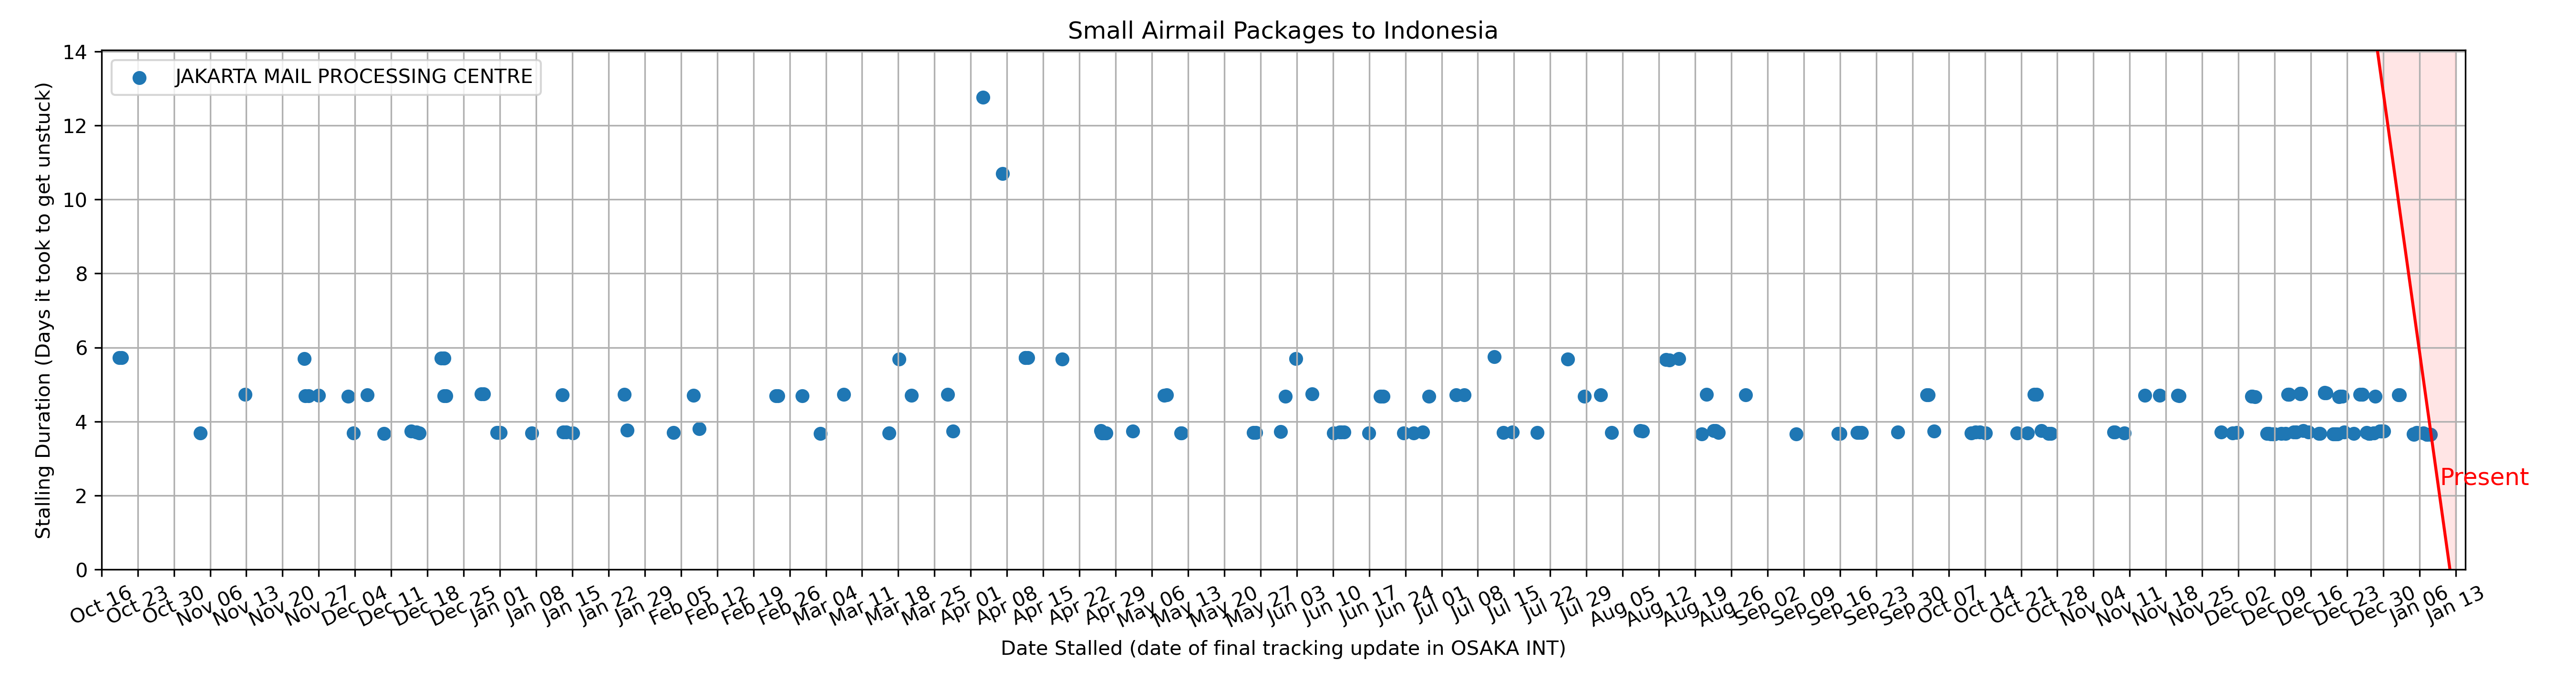 Small Airmail Packages to Indonesia
JAKARTA MAIL PROCESSING CENTRE
Stalling Duration (Days it took to get unstuck)
14
12
10
8
6
4
2
0
Present
Oct 16
Oct 23
Oct 30
Nov 06
Nov 13
Nov 20
Nov 27
Dec 04
Dec 11
Dec 18
Dec 25
Jan 01
Jan 08
Jan 15
Jan 22
Jan 29
Feb 05
Feb 12
Feb 19
Feb 26
Mar 04
Mar 11
Mar 18
Mar 25
Apr 01
Apr 08
Apr 15
Apr 22
Apr 29
May 06
May 13
May 20
May 27
Jun 03
Jun 10
Jun 17
Jun 24
Jul 01
Jul 08
Jul 15
Jul 22
Jul 29
Aug 05
Aug 12
Aug 19
Aug 26
Sep 02
Sep 09
Sep 16
Sep 23
Sep 30
Oct 07
Oct 14
Oct 21
Oct 28
Nov 04
Nov 11
Nov 18
Nov 25
Dec 02
Dec 09
Dec 16
Dec 23
Dec 30
Jan 06
Jan 13
Date Stalled (date of final tracking update in OSAKA INT)